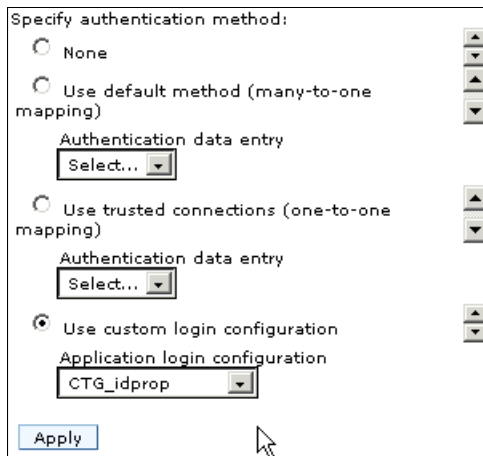 Specify authentication method:
None
Use default method (many-to-one
mapping)
Authentication data entry
Select...
Use trusted connections (one-to-one
mapping)
Authentication data entry
Select...
Use custom login configuration
Application login configuration
CTG_idprop
Apply